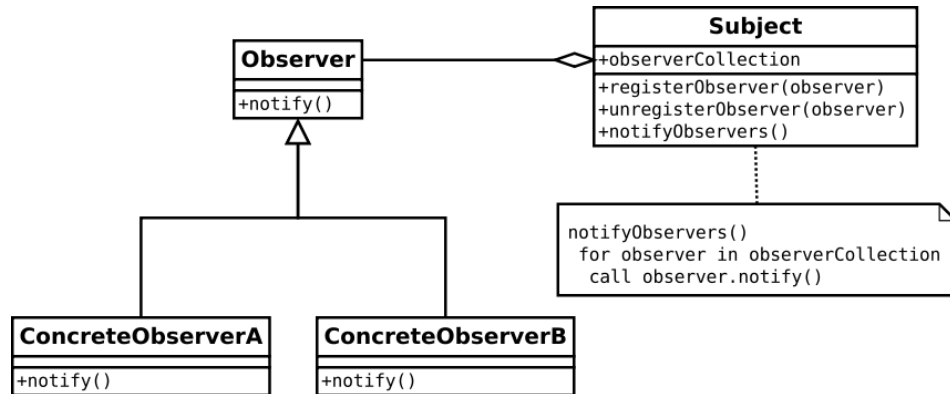 Observer
+notify()
Subject
+observerCollection
+registerObserver(observer)
+unregisterObserver(observer)
+notifyObservers()
notifyObservers()
for observer in observerCollection
call observer.notify()
ConcreteObserverA
+notify()
ConcreteObserverB
+notify()